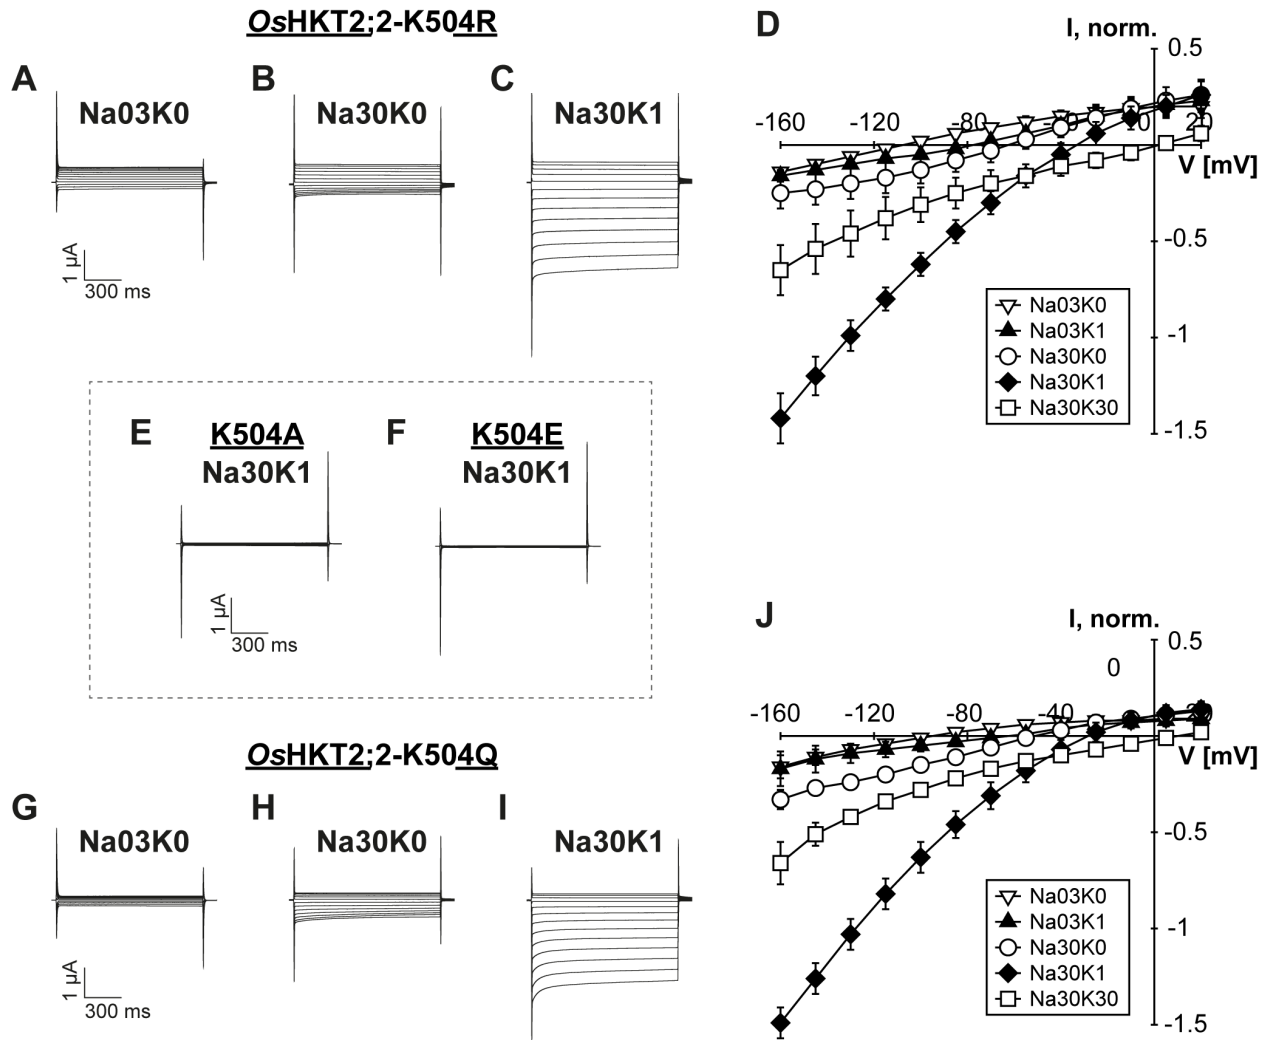 OsHKT2;2-K504R
A
Na03K0
B
Na30K0
C
Na30K1
1 µA
300 ms
D
I, norm.
0.5
-160
-120
-80
20
V [mV]
-0.5
-1
-1.5
Na03K0
Na03K1
Na30K0
Na30K1
Na30K30
E
K504A
Na30K1
F
K504E
Na30K1
1 µA
300 ms
OsHKT2;2-K504Q
G
Na03K0
H
Na30K0
I
Na30K1
1 µA
300 ms
J
I, norm.
0.5
0
-160
-120
-80
-40
V [mV]
-0.5
-1
-1.5
Na03K0
Na03K1
Na30K0
Na30K1
Na30K30